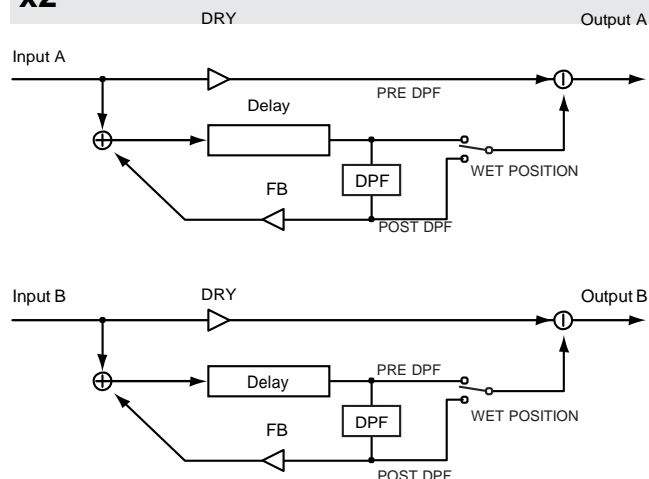 x2
DRY
Output A
Input A
PRE DPF
Delay
DPF
WET POSITION
FB
POST DPF
Input B
DRY
Output B
PRE DPF
Delay
DPF
WET POSITION
FB
POST DPF